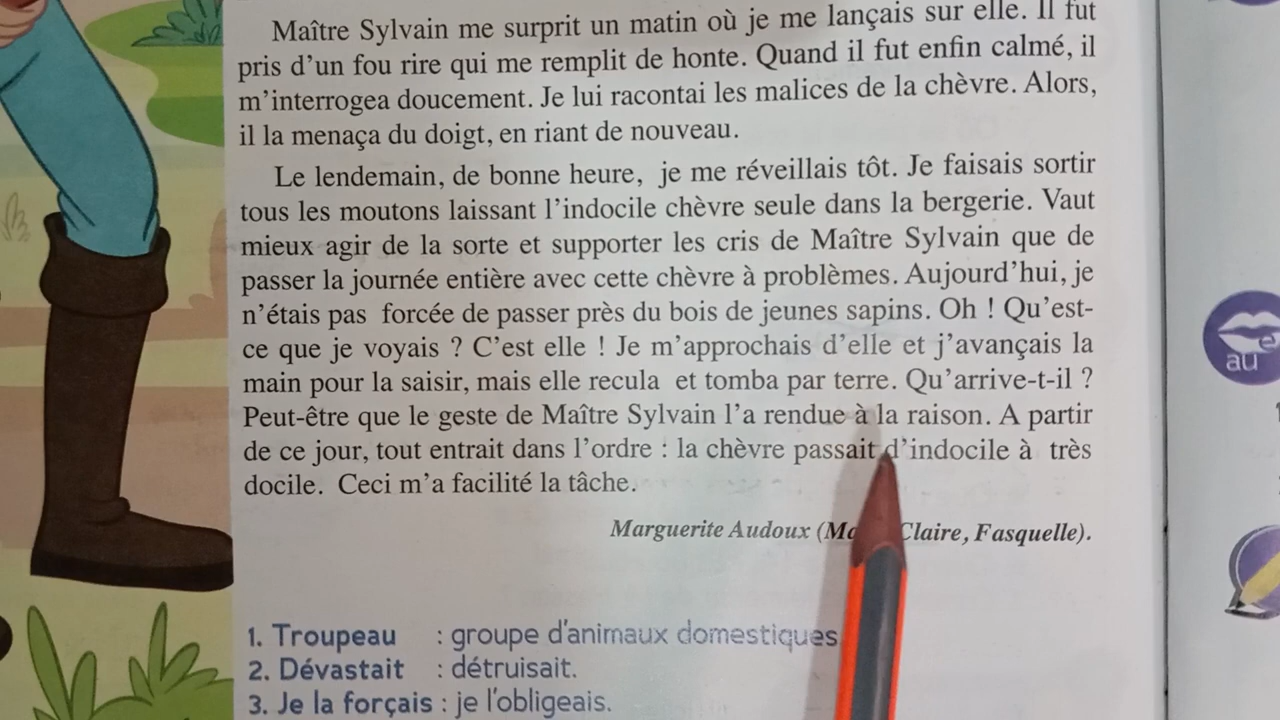 Maître Sylvain me surprit un matin où je me lançais sur elle. Il fut
pris d'un fou rire qui me remplit de honte. Quand il fut enfin calmé, il
m'interrogea doucement. Je lui racontai les malices de la chèvre. Alors,
il la menaça du doigt, en riant de nouveau.
Le lendemain, de bonne heure, je me réveillais tôt. Je faisais sortir
tous les moutons laissant l'indocile chèvre seule dans la bergerie. Vaut
mieux agir de la sorte et supporter les cris de Maître Sylvain que de
passer la journée entière avec cette chèvre à problèmes. Aujourd'hui, je
n'étais pas forcée de passer près du bois de jeunes sapins. Oh ! Qu'est-
ce que je voyais ? C'est elle ! Je m'approchais d'elle et j'avançais la
main pour la saisir, mais elle recula et tomba par terre. Qu'arrive-t-il ?
Peut-être que le geste de Maître Sylvain l'a rendue à la raison. A partir
de ce jour, tout entrait dans l'ordre : la chèvre passait d'indocile à très
docile. Ceci m'a facilité la tâche.
Marguerite Audoux ( Claire, Fasquelle).
1. Troupeau : groupe d'animaux domestiques
2. Dévastait : détruisait.
3. Je la forçais : je l'obligeais.
au
e